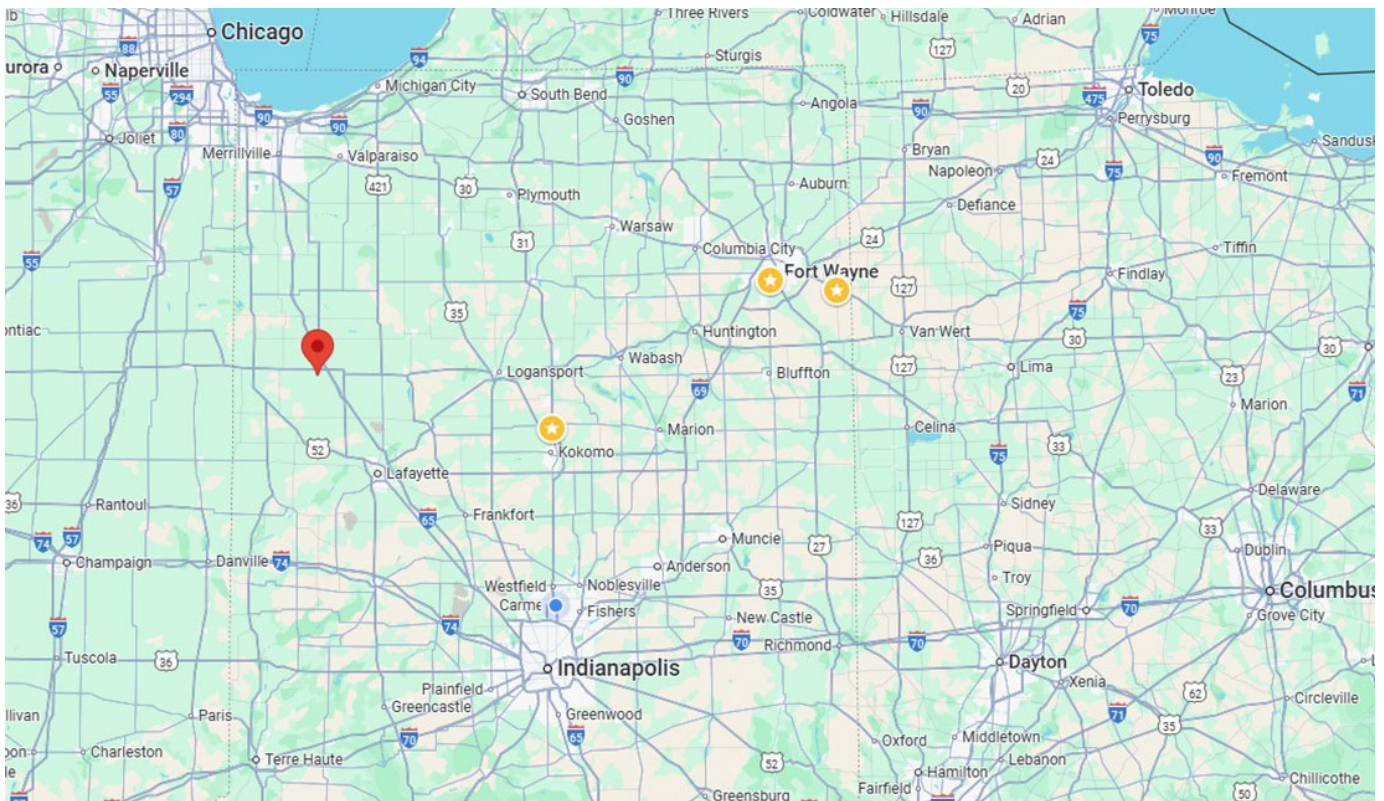 Chicago
Three Rivers
Coldwater
Hillsdale
Adrian
Monroe
88
94
127
75
Sturgis
urora
Naperville
90
20
55
294
Michigan City
South Bend
Angola
Toledo
475
90
90
90
Goshen
Perrysburg
Joliet
80
Merrillville
Valparaiso
Bryan
24
90
Sandusk
57
421
30
Plymouth
Auburn
Napoleon
75
Fremont
Warsaw
Defiance
31
Columbia City
24
Tiffin
55
Fort Wayne
127
Findlay
35
75
ontiac
Huntington
Van Wert
30
30
Wabash
Logansport
69
Bluffton
127
Lima
23
71
Marion
Marion
Celina
52
Kokomo
75
33
Lafayette
Delaware
36
Rantoul
Frankfort
65
Sidney
127
33
74
57
Muncie
27
Dublin
Champaign
Danville
74
Anderson
36
Piqua
Westfield
Noblesville
35
Troy
Columbus
Carme
Fishers
New Castle
Springfield
70
Grove City
57
74
70
Richmond
70
Tuscola
36
Indianapolis
Dayton
Plainfield
Xenia
62
Circleville
Greencastle
71
35
llivan
Paris
Greenwood
65
70
Oxford
Middletown
Charleston
Terre Haute
52
Lebanon
Hamilton
Chillicothe
Fairfield
Greensburg
50